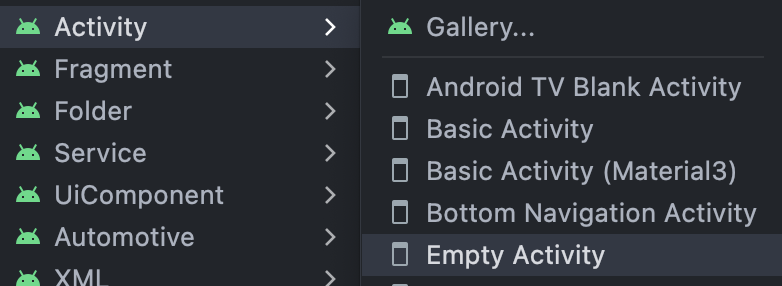 Activity
Fragment
Folder
Service
UiComponent
Automotive
XML
Gallery...
Android TV Blank Activity
Basic Activity
Basic Activity (Material3)
Bottom Navigation Activity
Empty Activity